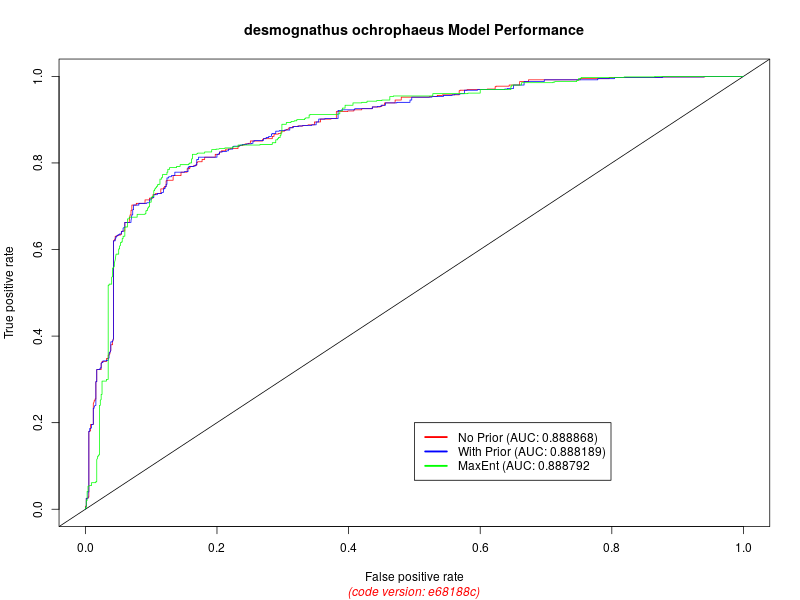 desmognathus ochrophaeus Model Performance
True positive rate
1.0
0.8
0.6
0.4
0.2
0.0
No Prior (AUC: 0.888868)
With Prior (AUC: 0.888189)
MaxEnt (AUC: 0.888792
0.0 0.2 0.4 0.6 0.8 1.0
False positive rate
(code version: e68188c)